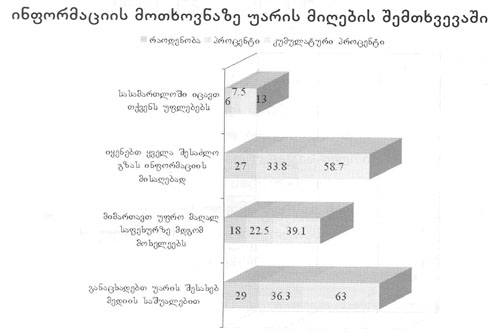 ინფორმაციის მოთხოვნაზე უარის მიღების შემთხვევაში
რაოდენობა პროცენტი კუმულატური პროცენტი
სასამართლოში იცავთ
თქვენს უფლებებს
6 7.5 13
იყენებთ ყველა შესაძლო
გზას ინფორმაციის
მისაღებად
27 33.8 58.7
მიმართავთ უფრო მაღალ
საფეხურზე მდგომ
მოხელეებს
18 22.5 39.1
განაცხადებთ უარის შესახებ
მედიის საშუალებით
29 36.3 63